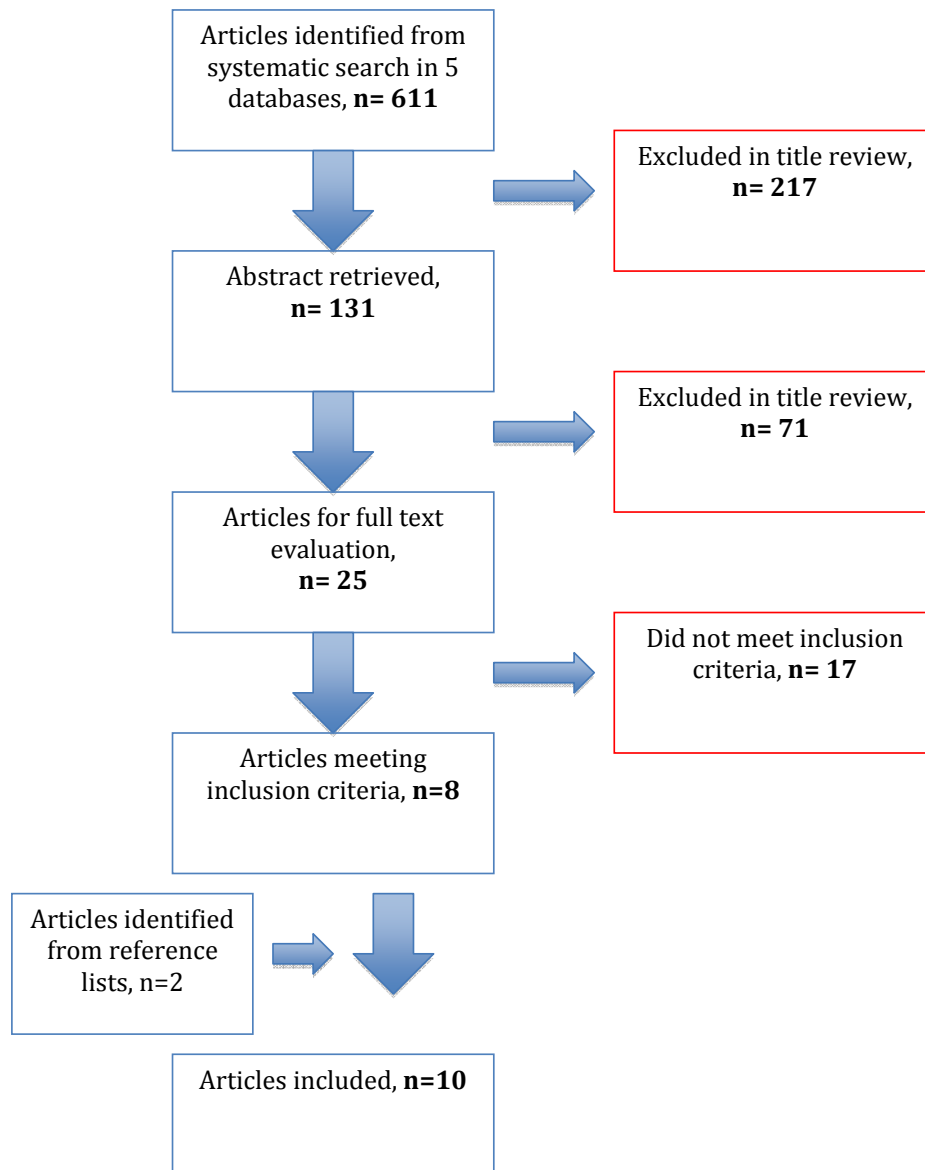 Articles identified from
systematic search in 5
databases, n= 611
Excluded in title review,
n= 217
Abstract retrieved,
n= 131
Excluded in title review,
n= 71
Articles for full text
evaluation,
n= 25
Did not meet inclusion
criteria, n= 17
Articles meeting
inclusion criteria, n=8
Articles identified
from reference
lists, n=2
Articles included, n=10